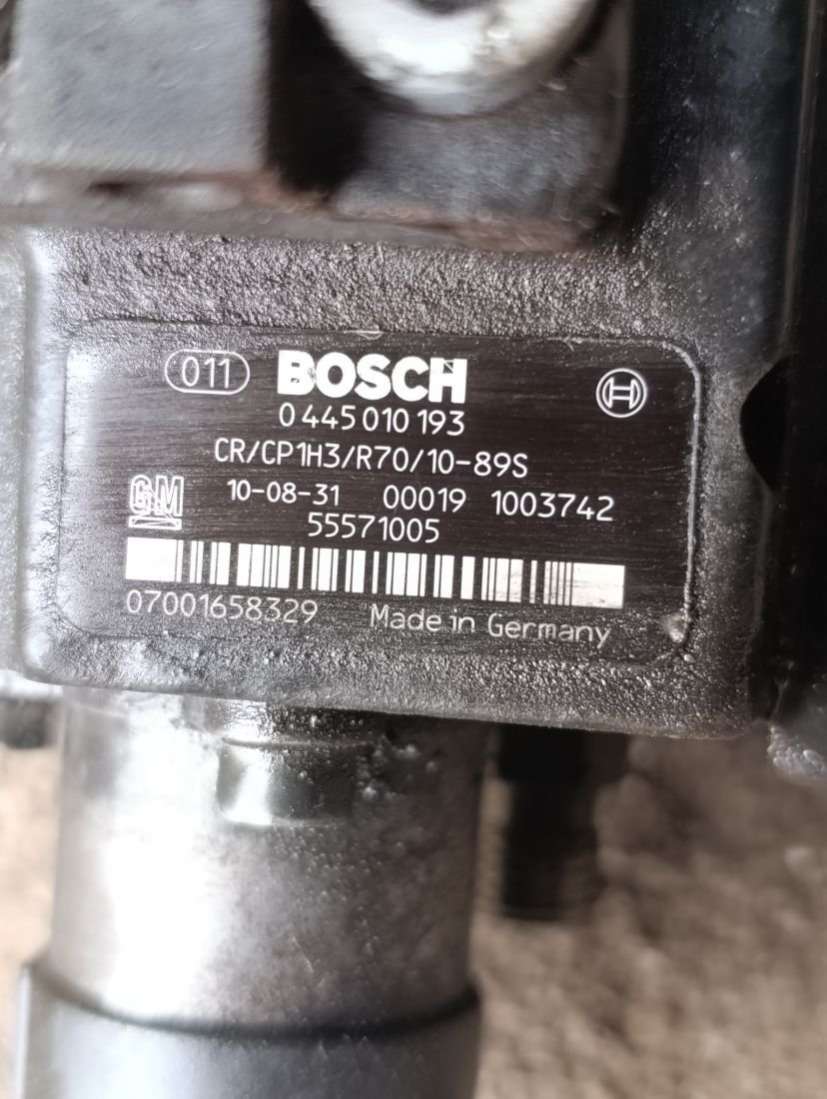 011 BOSCH
0 445 010 193
CR/CP1H3/R70/10-89S
GM 10-08-31 00019 1003742
55571005
07001658329 Made in Germany